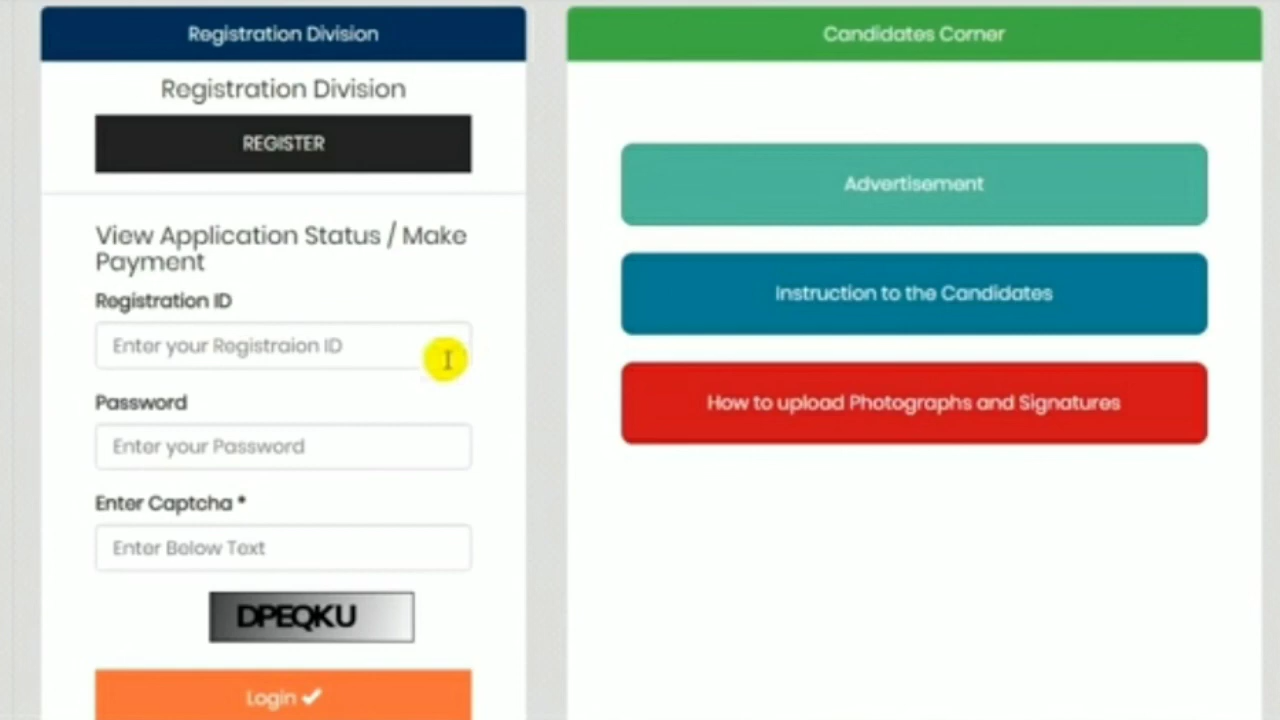 Registration Division
Registration Division
REGISTER
View Application Status / Make
Payment
Registration ID
Enter your Registraion ID
Password
Enter your Password
Enter Captcha *
Enter Below Text
DPEQKU
Login
Candidates Corner
Advertisement
Instruction to the Candidates
How to upload Photographs and Signatures